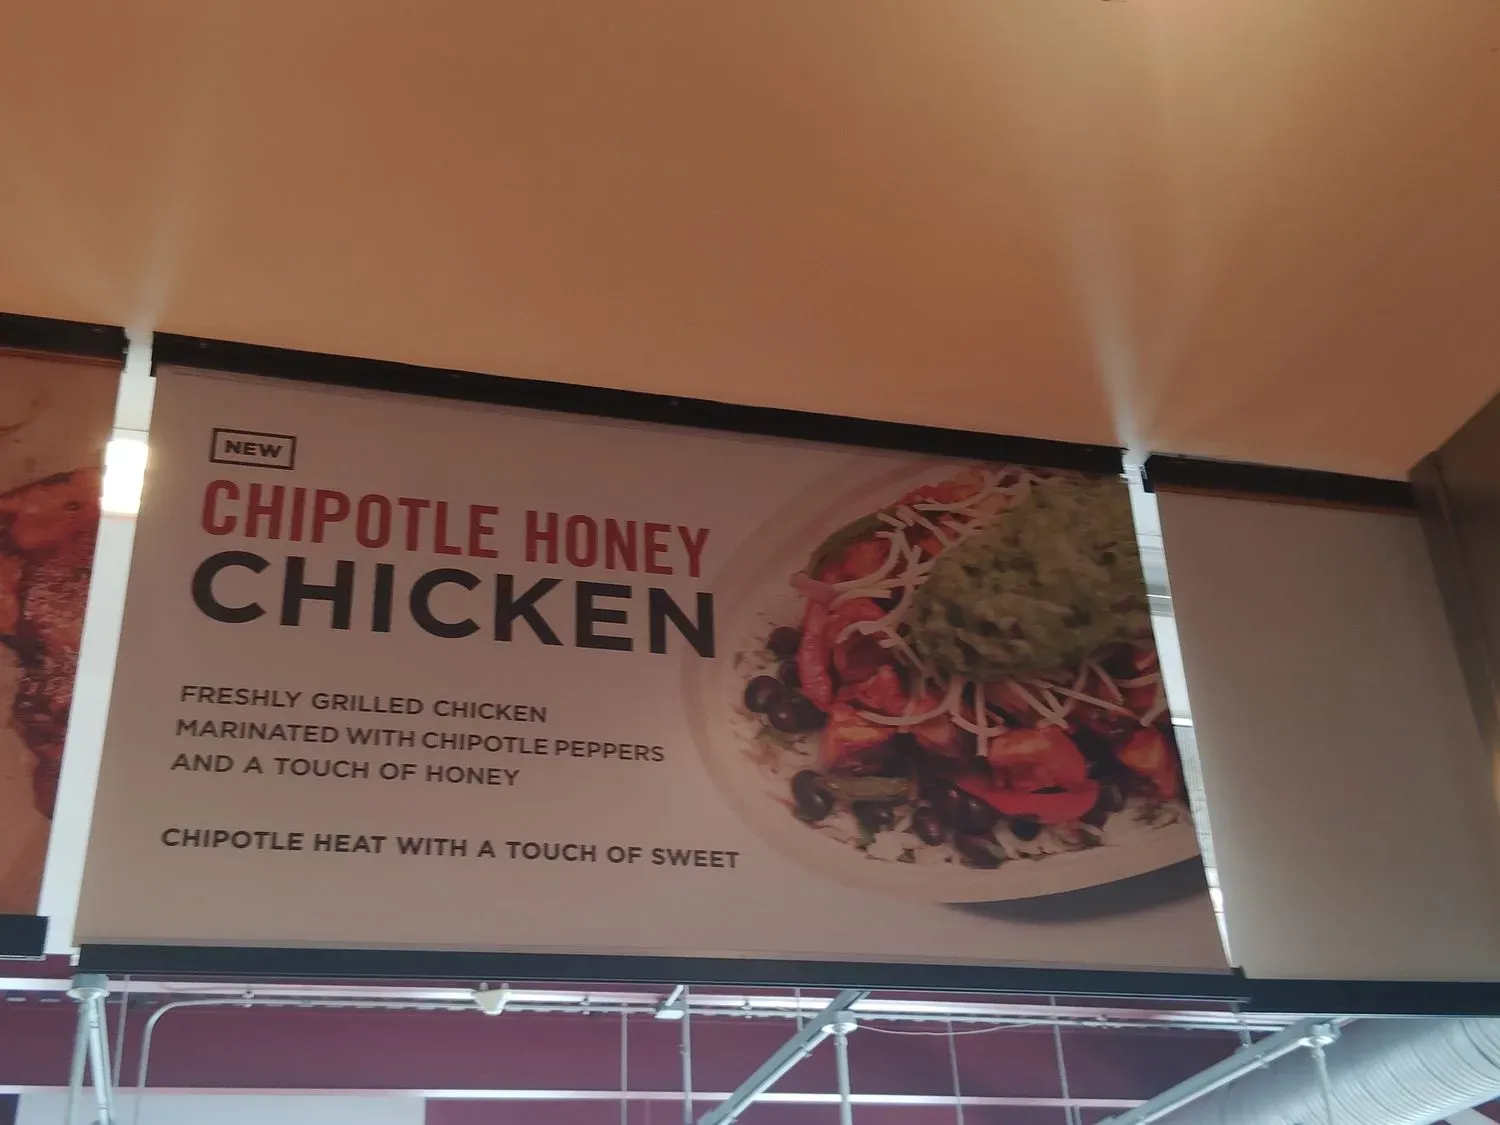 NEW
CHIPOTLE HONEY
CHICKEN
FRESHLY GRILLED CHICKEN
MARINATED WITH CHIPOTLE PEPPERS
AND A TOUCH OF HONEY
CHIPOTLE HEAT WITH A TOUCH OF SWEET